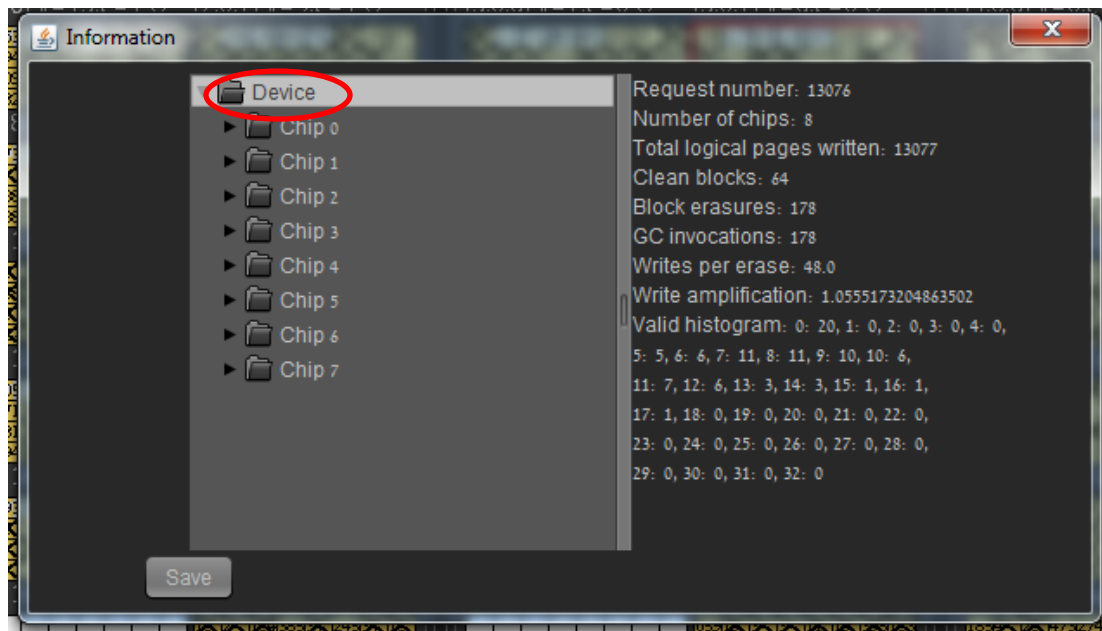 Information
Device
Chip 0
Chip 1
Chip 2
Chip 3
Chip 4
Chip 5
Chip 6
Chip 7
Request number: 13076
Number of chips: 8
Total logical pages written: 13077
Clean blocks: 64
Block erasures: 178
GC invocations: 178
Writes per erase: 48.0
Write amplification: 1.0555173204863502
Valid histogram: 0: 20, 1: 0, 2: 0, 3: 0, 4: 0,
5: 5, 6: 6, 7: 11, 8: 11, 9: 10, 10: 6,
11: 7, 12: 6, 13: 3, 14: 3, 15: 1, 16: 1,
17: 1, 18: 0, 19: 0, 20: 0, 21: 0, 22: 0,
23: 0, 24: 0, 25: 0, 26: 0, 27: 0, 28: 0,
29: 0, 30: 0, 31: 0, 32: 0
Save